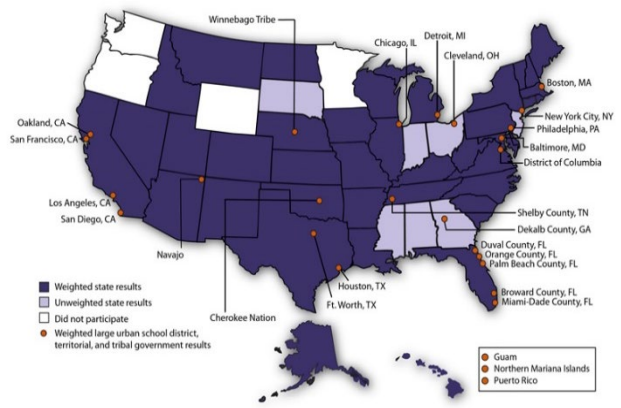 Winnebago Tribe
Chicago, IL
Detroit, MI
Cleveland, OH
Boston, MA
New York City, NY
Philadelphia, PA
Baltimore, MD
District of Columbia
Oakland, CA
San Francisco, CA
Los Angeles, CA
San Diego, CA
Shelby County, TN
Dekalb County, GA
Duval County, FL
Orange County, FL
Palm Beach County, FL
Broward County, FL
Miami-Dade County, FL
Navajo
Houston, TX
Ft. Worth, TX
Cherokee Nation
Weighted state results
Unweighted state results
Did not participate
Weighted large urban school district,
territorial, and tribal government results
Guam
Northern Mariana Islands
Puerto Rico